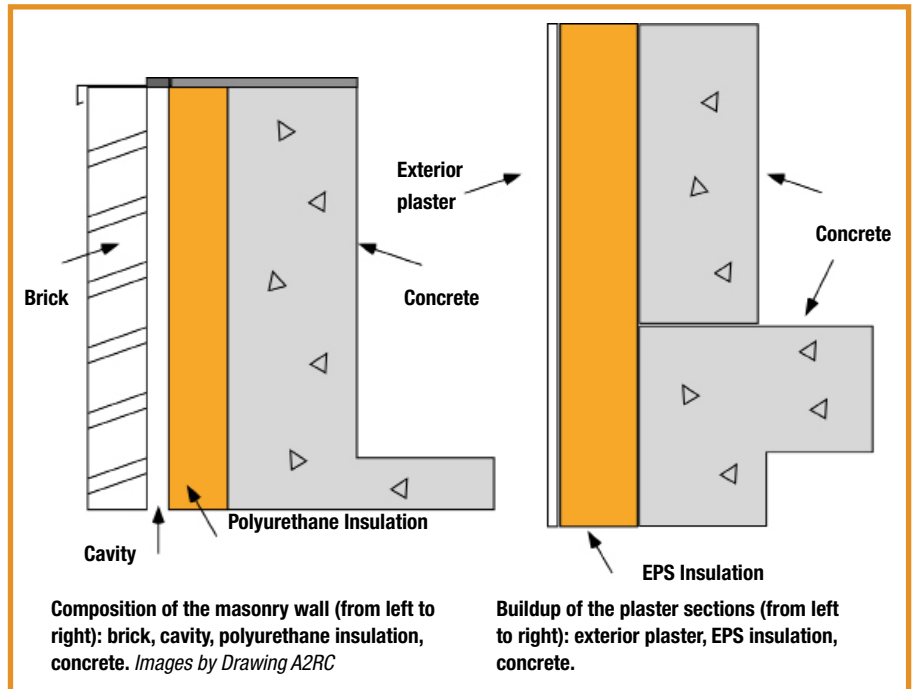 Brick
Cavity
Polyurethane Insulation
Concrete
Composition of the masonry wall (from left to
right): brick, cavity, polyurethane insulation,
concrete. Images by Drawing A2RC
Exterior
plaster
Concrete
EPS Insulation
Buildup of the plaster sections (from left
to right): exterior plaster, EPS insulation,
concrete.